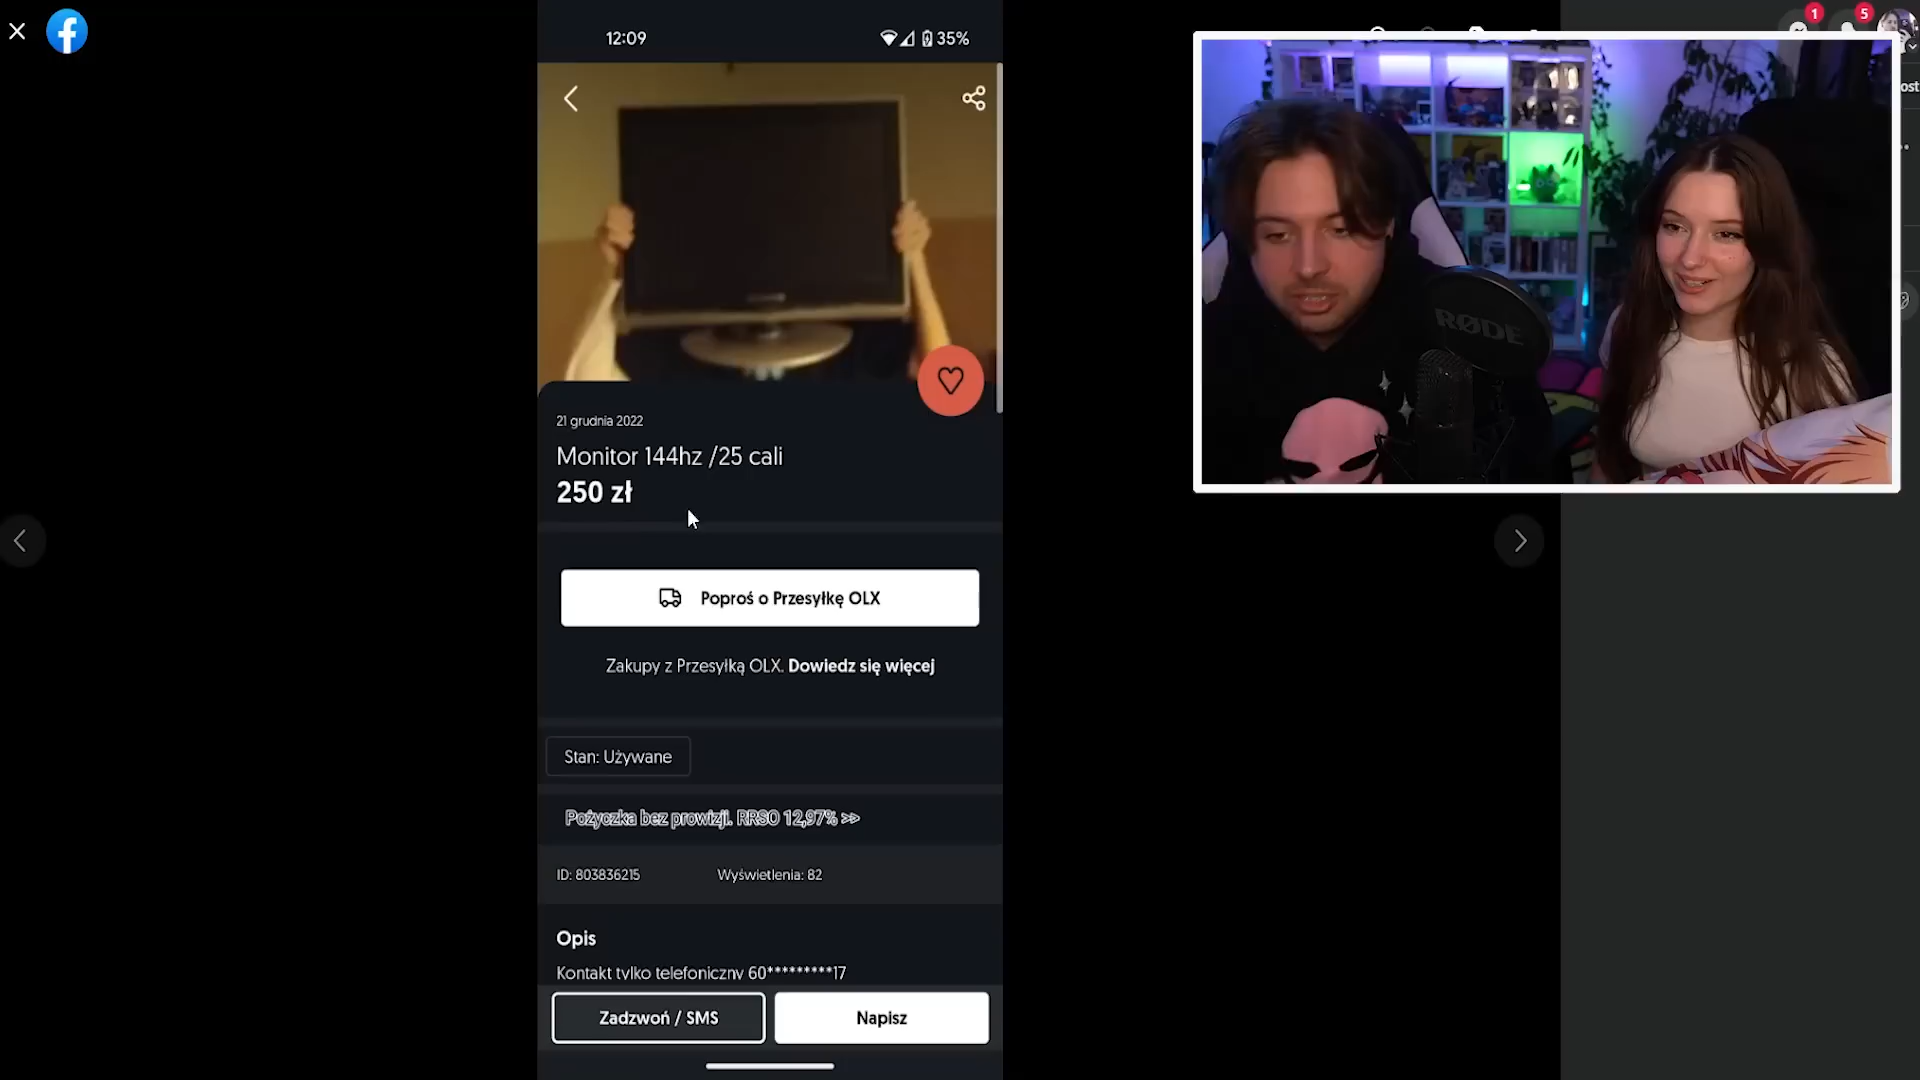 12:09
35%
21 grudnia 2022
Monitor 144hz /25 cali
250 zł
Poproś o Przesyłkę OLX
Zakupy z Przesyłką OLX. Dowiedz się więcej
Stan: Używane
Pożyczka bez prowizji. RRSO 12,97% >>
ID: 803836215
Wyświetlenia: 82
Opis
Kontakt tylko telefoniczny 60*********17
Zadzwoń / SMS
Napisz
1
5
ost
RØDE